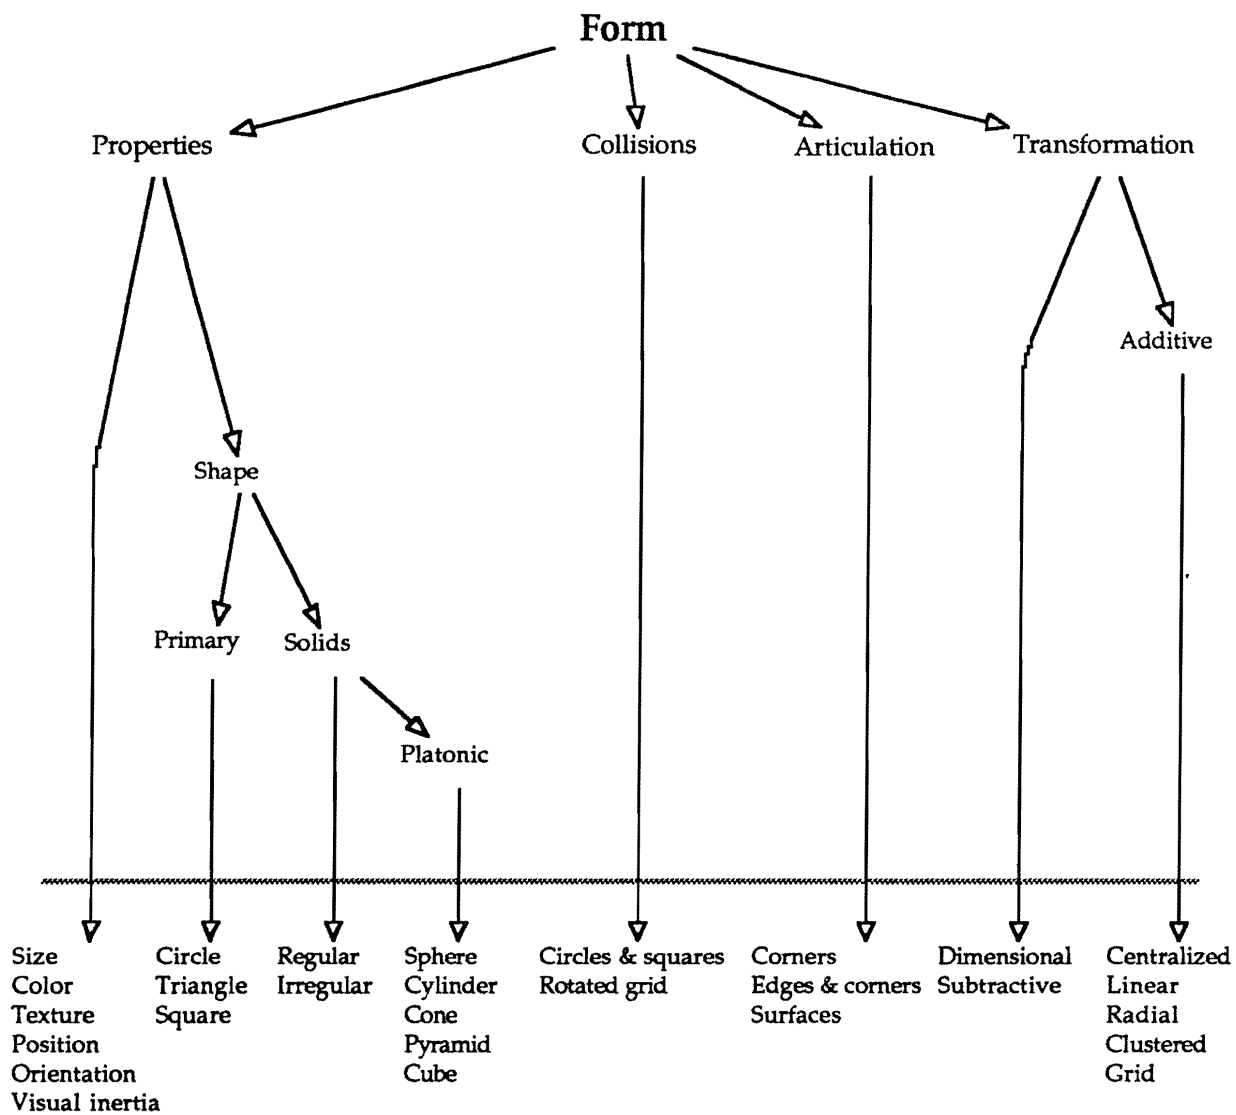 Form
Properties
Collisions
Articulation
Transformation
Additive
Shape
Primary
Solids
Platonic
Size
Color
Texture
Position
Orientation
Visual inertia
Circle
Triangle
Square
Regular
Irregular
Sphere
Cylinder
Cone
Pyramid
Cube
Circles & squares
Rotated grid
Corners
Edges & corners
Surfaces
Dimensional
Subtractive
Centralized
Linear
Radial
Clustered
Grid